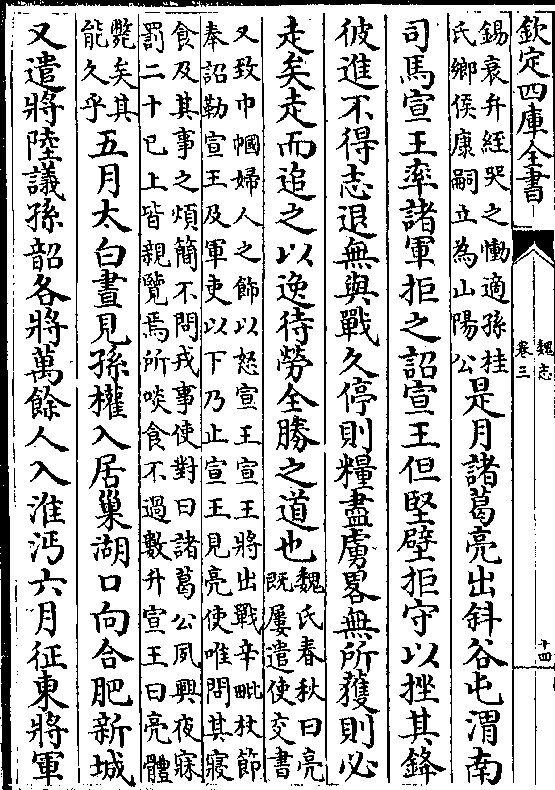 欽定四庫全書
魏志
卷三
十四
錫衰升絰哭之慟適孫桂
氏鄉侯康嗣立為山陽公
是月諸葛亮出斜谷屯渭南
司馬宣王率諸軍拒之詔宣王但堅壁拒守以挫其鋒
彼進不得志退無與戰久停則糧盡虜畧無所獲則必
走矣走而追之以逸待勞全勝之道也
魏氏春秋曰亮
既屢遣使交書
又致巾幗婦人之飾以怒宣王宣王將出戰辛毗杖節
奉詔勒宣王及軍吏以下乃止宣王見亮使唯問其寢
食及其事之煩簡不問戎事使對曰諸葛公夙興夜寐
罰二十已上皆親覽焉所啖食不過數升宣王曰亮體
斃矣其
能久乎
五月太白晝見孫權入居巢湖口向合肥新城
又遣將陸議孫韶各將萬餘人入淮沔六月征東將軍